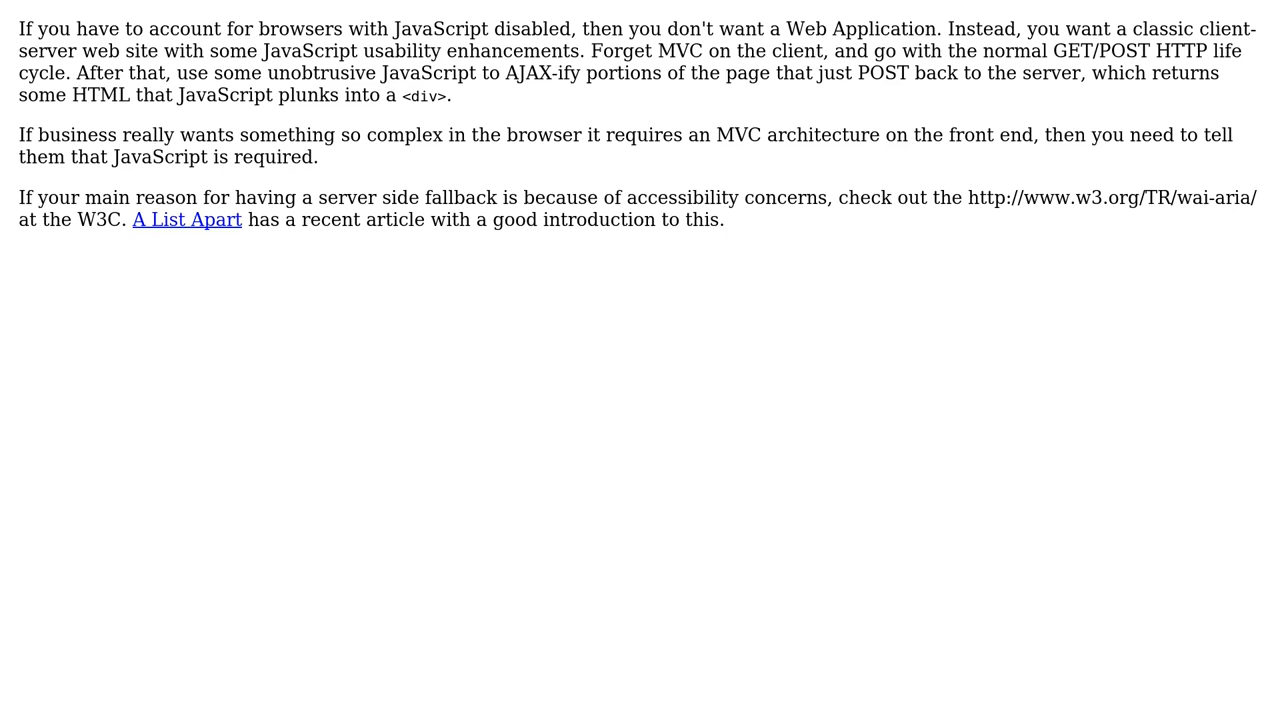 If you have to account for browsers with JavaScript disabled, then you don't want a Web Application. Instead, you want a classic client-
server web site with some JavaScript usability enhancements. Forget MVC on the client, and go with the normal GET/POST HTTP life
cycle. After that, use some unobtrusive JavaScript to AJAX-ify portions of the page that just POST back to the server, which returns
some HTML that JavaScript plunks into a <div>.
If business really wants something so complex in the browser it requires an MVC architecture on the front end, then you need to tell
them that JavaScript is required.
If your main reason for having a server side fallback is because of accessibility concerns, check out the http://www.w3.org/TR/wai-aria/
at the W3C. A List Apart has a recent article with a good introduction to this.